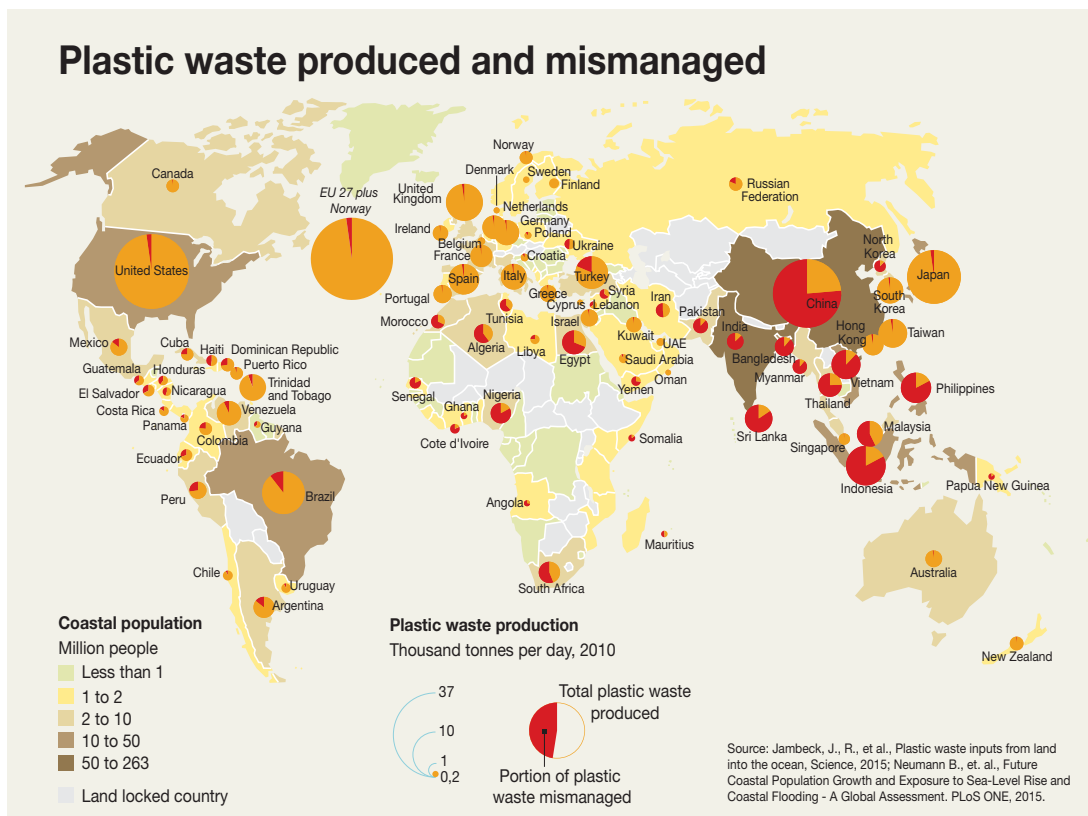 Plastic waste produced and mismanaged
Canada
EU 27 plus
Norway
United States
Norway
Denmark
Sweden
Finland
United
Kingdom
Netherlands
Ireland
Germany
Poland
Belgium
France
Croatia
Ukraine
Spain
Italy
Turkey
Portugal
Greece
Cyprus
Syria
Lebanon
Morocco
Tunisia
Israel
Algeria
Libya
Egypt
Russian
Federation
North
Korea
Japan
China
South
Korea
Iran
Pakistan
India
Hong
Kong
Taiwan
Kuwait
UAE
Saudi Arabia
Oman
Yemen
Bangladesh
Myanmar
Vietnam
Thailand
Philippines
Mexico
Cuba
Haiti
Dominican Republic
Puerto Rico
Guatemala
Honduras
Trinidad
and Tobago
El Salvador
Nicaragua
Costa Rica
Venezuela
Panama
Guyana
Colombia
Ecuador
Peru
Brazil
Chile
Uruguay
Argentina
Senegal
Ghana
Nigeria
Cote d'Ivoire
Somalia
Angola
Mauritius
South Africa
Sri Lanka
Singapore
Malaysia
Indonesia
Papua New Guinea
Australia
New Zealand
Coastal population
Million people
Less than 1
1 to 2
2 to 10
10 to 50
50 to 263
Land locked country
Plastic waste production
Thousand tonnes per day, 2010
37
10
1
0,2
Total plastic waste
produced
Portion of plastic
waste mismanaged
Source: Jambeck, J., R., et al., Plastic waste inputs from land
into the ocean, Science, 2015; Neumann B., et. al., Future
Coastal Population Growth and Exposure to Sea-Level Rise and
Coastal Flooding - A Global Assessment. PLoS ONE, 2015.